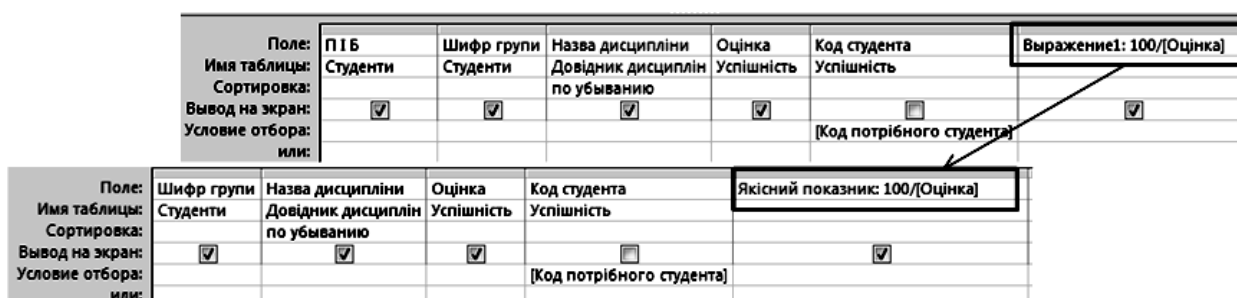 Поле: П І Б Шифр групи Назва дисципліни Оцінка Код студента Выражение1: 100/[Оцінка]
Имя таблицы: Студенти Студенти Довідник дисциплін Успішність Успішність
Сортировка: по убыванию
Вывод на экран:
Условие отбора: [Код потрібного студента]
или:
Поле: Шифр групи Назва дисципліни Оцінка Код студента Якісний показник: 100/[Оцінка]
Имя таблицы: Студенти Довідник дисциплін Успішність Успішність
Сортировка: по убыванию
Вывод на экран:
Условие отбора: [Код потрібного студента]
или: